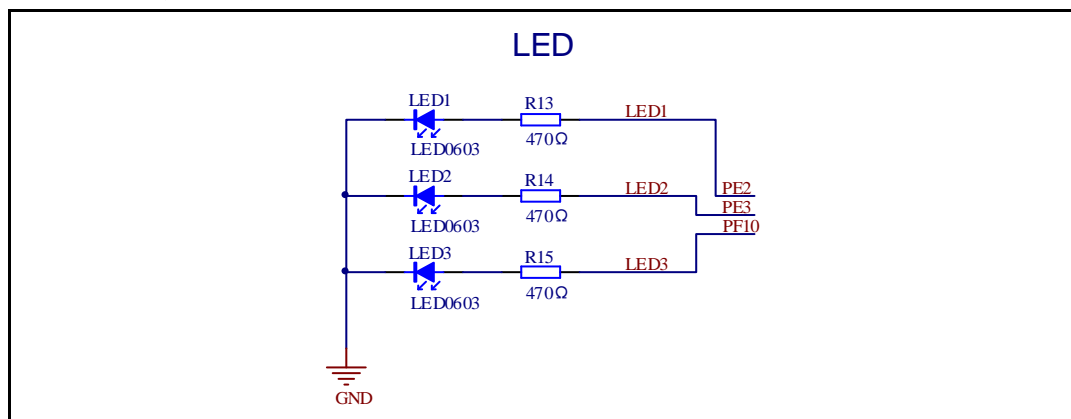 LED
LED1
R13
LED1
470Ω
LED0603
LED2
R14
LED2
PE2
470Ω
PE3
LED0603
PF10
LED3
R15
LED3
470Ω
LED0603
GND